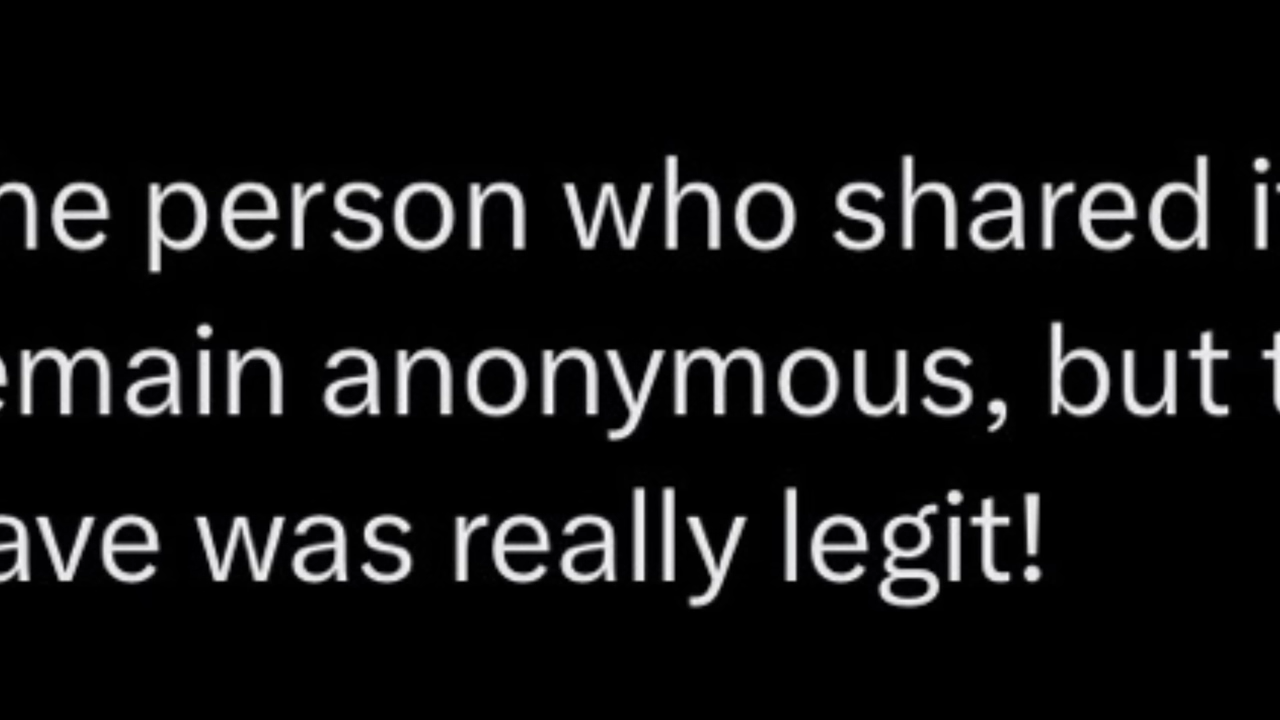 he person who shared i
emain anonymous, but t
ave was really legit!